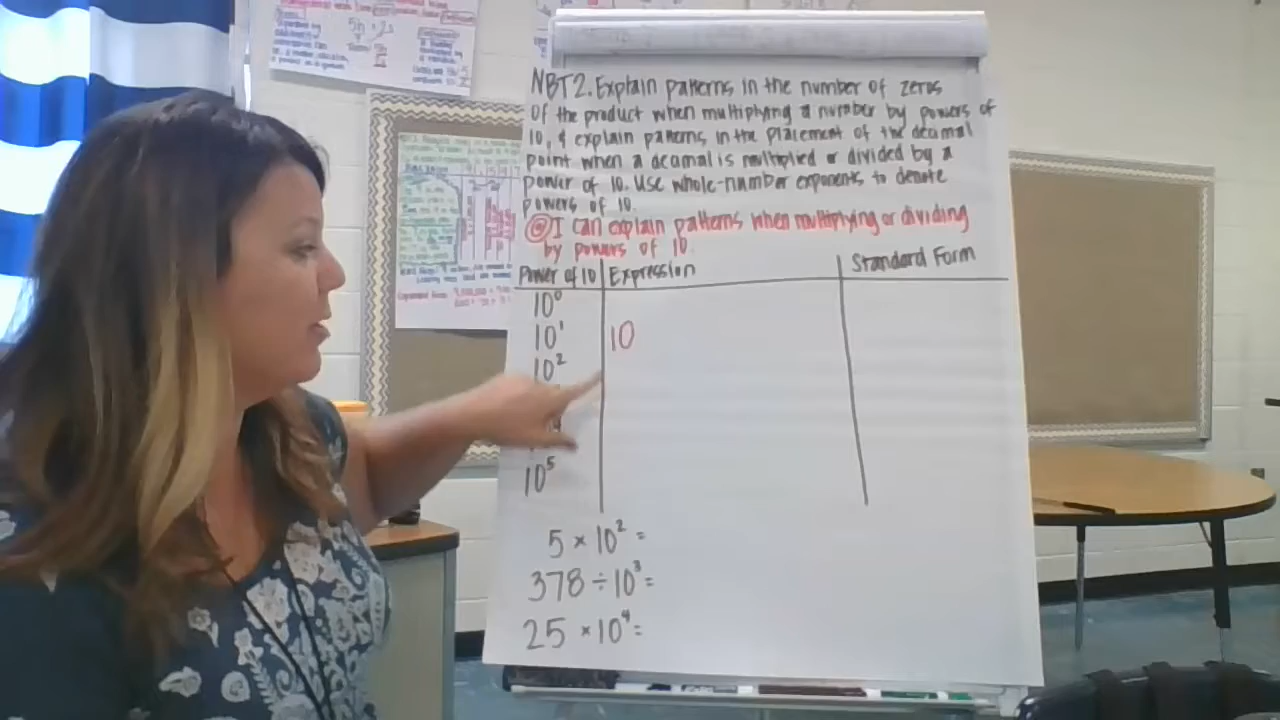 NBT2. Explain patterns in the number of zeros
of the product when multiplying a number by powers of
10, & explain patterns in the placement of the decimal
point when a decamal is multiplied or divided by a
power of 10. Use whole-number exponents to denote
powers of 10.
I can explain patterns when multiplying or dividing
by powers of 10.
Power of 10 Expression Standard Form
10⁰
10¹ 10
10²
10⁵
5 × 10² =
378 ÷ 10³ =
25 × 10⁴ =